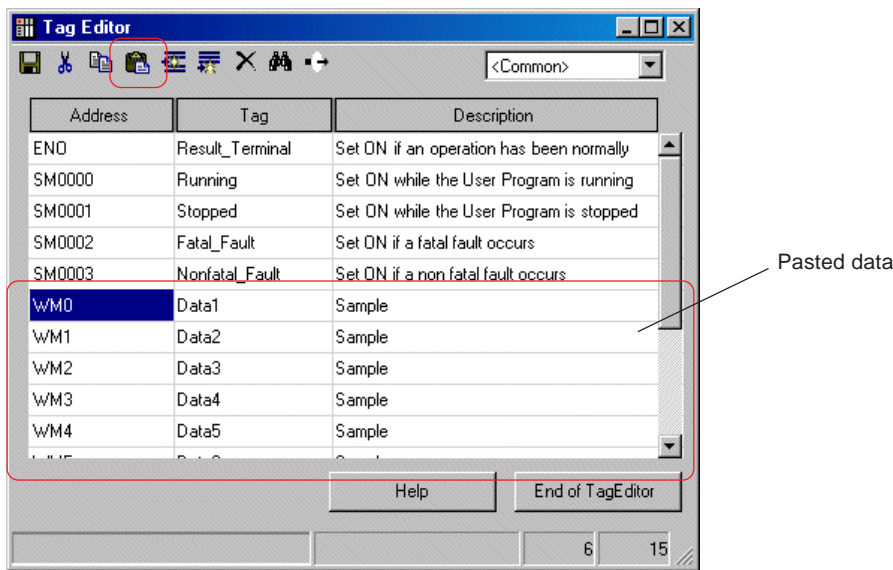 Tag Editor
<Common>
Address Tag Description
ENO Result_Terminal Set ON if an operation has been normally
SM0000 Running Set ON while the User Program is running
SM0001 Stopped Set ON while the User Program is stopped
SM0002 Fatal_Fault Set ON if a fatal fault occurs
SM0003 Nonfatal_Fault Set ON if a non fatal fault occurs
Pasted data
WM0 Data1 Sample
WM1 Data2 Sample
WM2 Data3 Sample
WM3 Data4 Sample
WM4 Data5 Sample
Help End of TagEditor
6 15